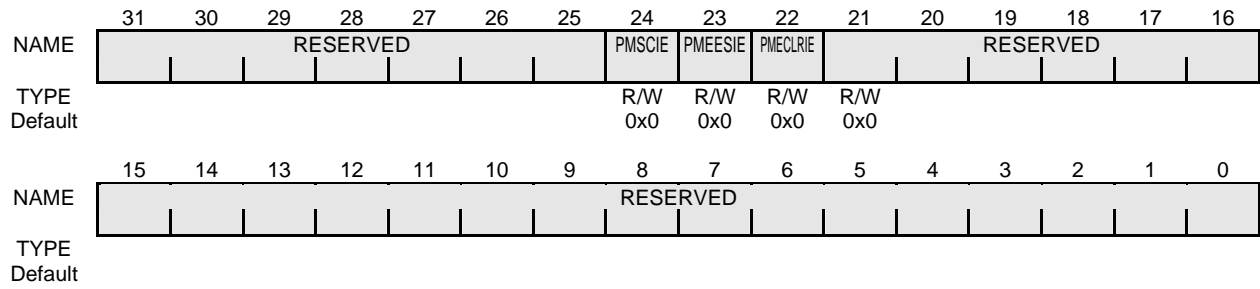 31 30 29 28 27 26 25 24 23 22 21 20 19 18 17 16
NAME RESERVED PMSCIE PMEESIE PMECLRIE RESERVED
TYPE R/W R/W R/W R/W
Default 0x0 0x0 0x0 0x0
15 14 13 12 11 10 9 8 7 6 5 4 3 2 1 0
NAME RESERVED
TYPE
Default